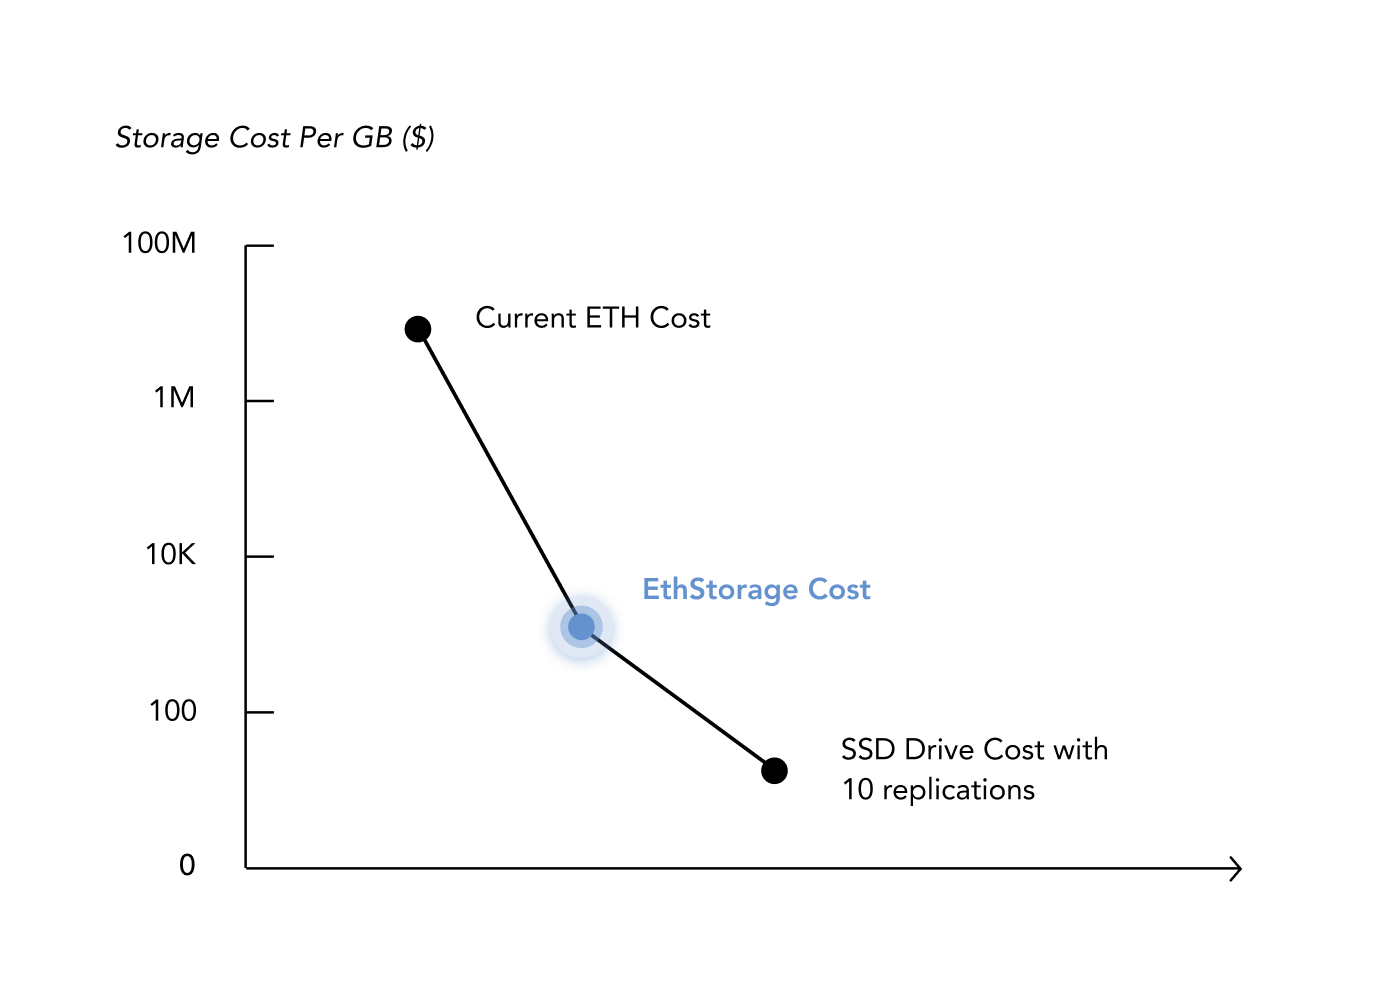 Storage Cost Per GB ($)
100M
Current ETH Cost
1M
10K
EthStorage Cost
100
SSD Drive Cost with
10 replications
0